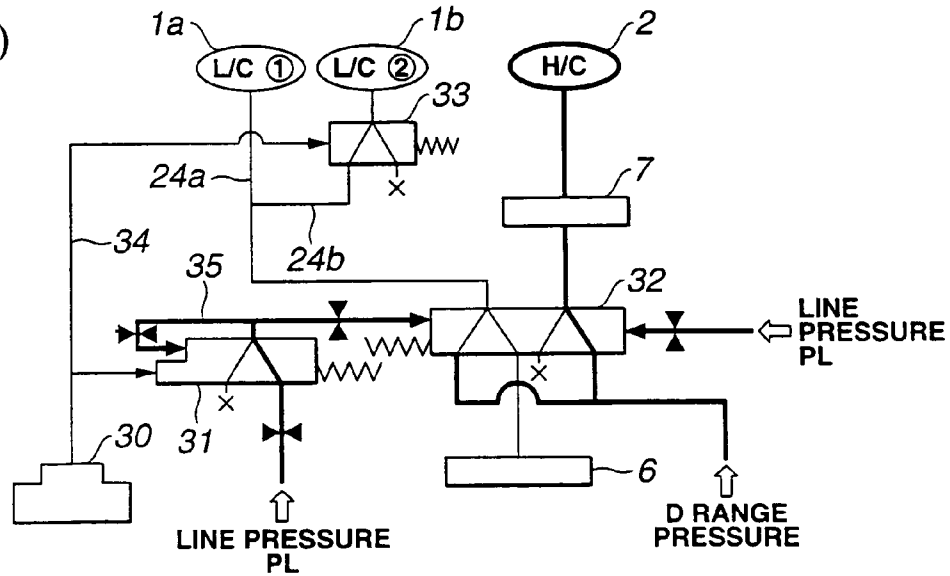 )
1a 1b 2
L/C ① L/C ② H/C
33
24a
7
34
24b
35
32
LINE
PRESSURE
PL
31
30
6
LINE PRESSURE
PL
D RANGE
PRESSURE